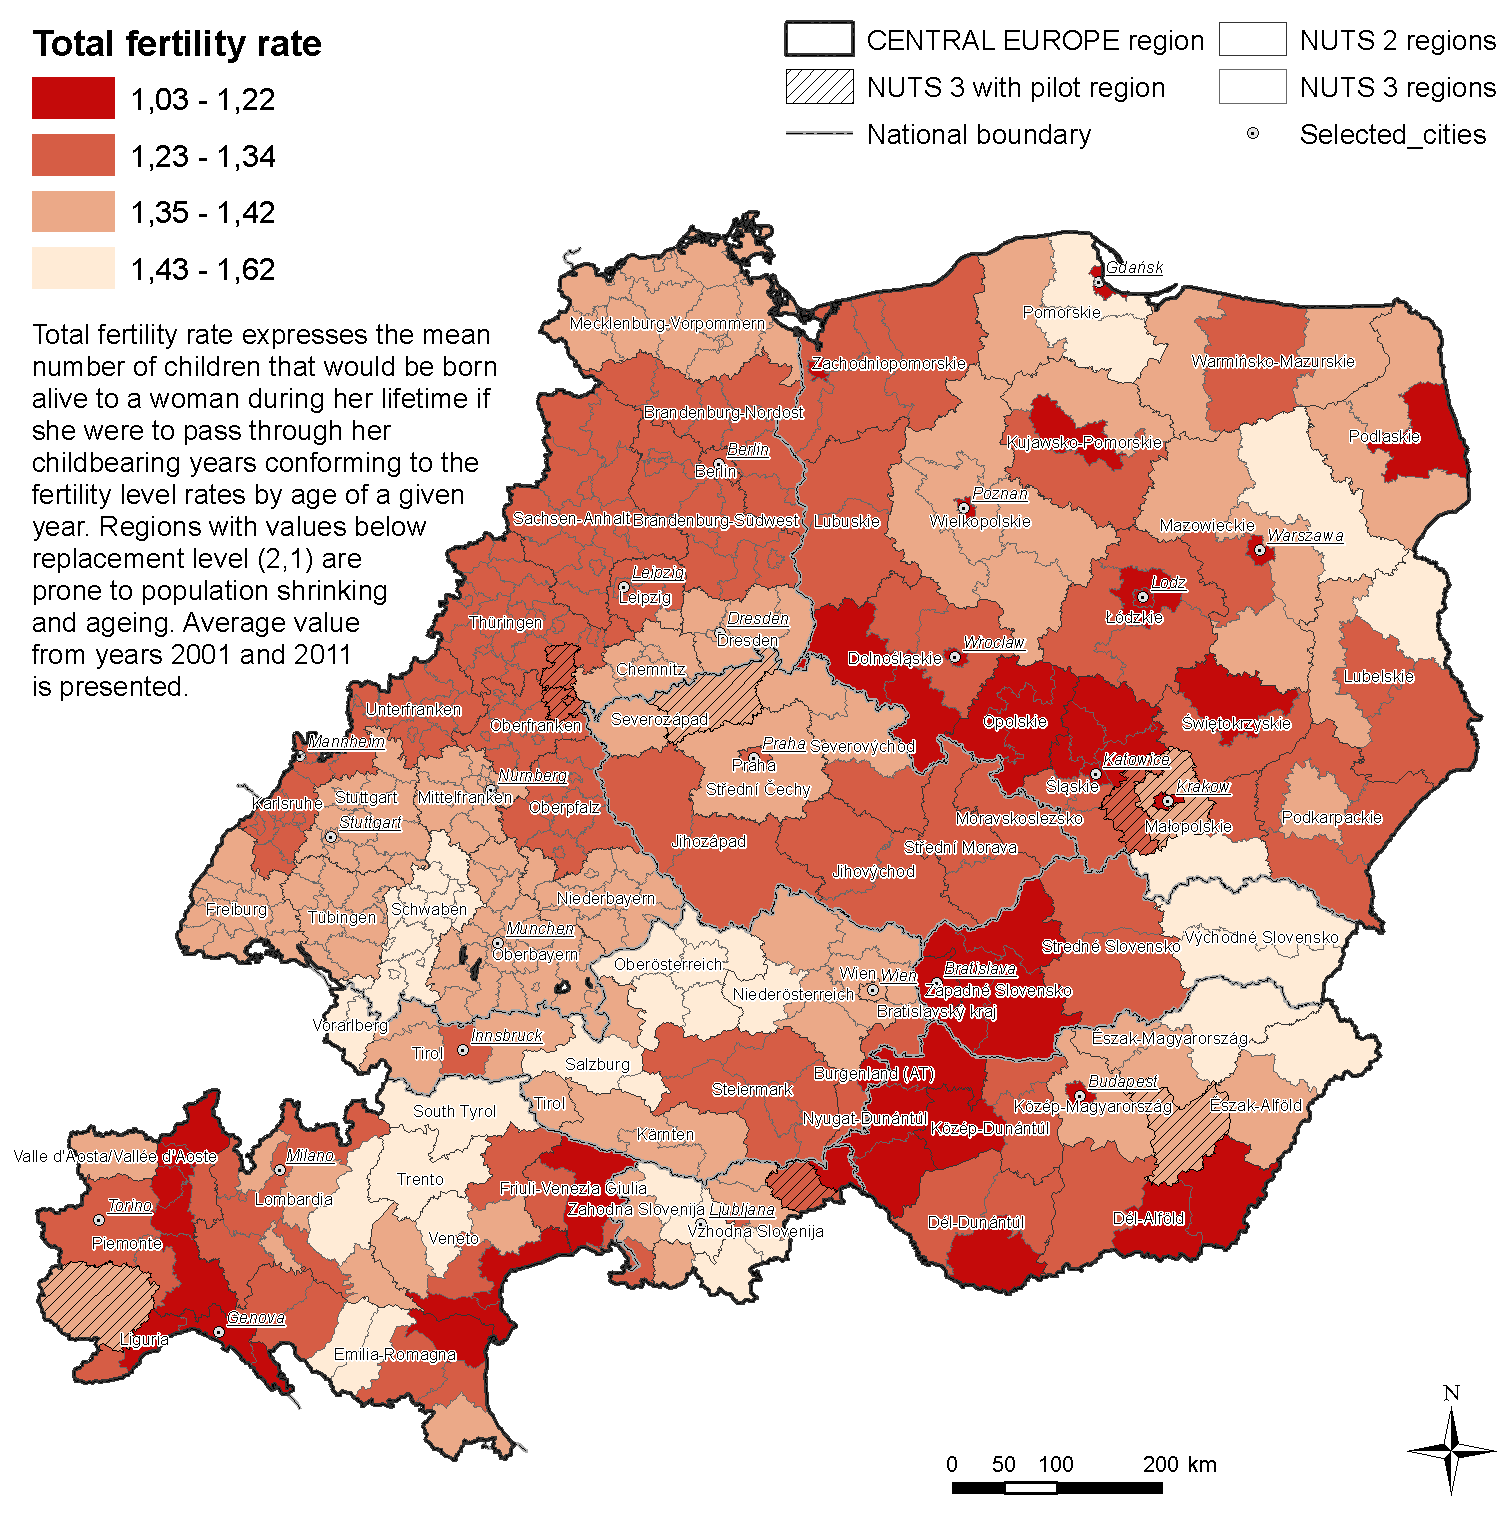 Total fertility rate
1,03 - 1,22
1,23 - 1,34
1,35 - 1,42
1,43 - 1,62
CENTRAL EUROPE region
NUTS 3 with pilot region
National boundary
NUTS 2 regions
NUTS 3 regions
Selected_cities
Total fertility rate expresses the mean
number of children that would be born
alive to a woman during her lifetime if
she were to pass through her
childbearing years conforming to the
fertility level rates by age of a given
year. Regions with values below
replacement level (2,1) are
prone to population shrinking
and ageing. Average value
from years 2001 and 2011
is presented.
Gdańsk
Pomorskie
Mecklenburg-Vorpommern
Zachodniopomorskie
Warmińsko-Mazurskie
Brandenburg-Nordost
Kujawsko-Pomorskie
Podlaskie
Berlin
Berlin
Poznan
Wielkopolskie
Sachsen-Anhalt
Brandenburg-Südwest
Lubuskie
Mazowieckie
Warszawa
Leipzig
Leipzig
Lodz
Łódzkie
Thüringen
Dresden
Dresden
Wrocław
Dolnośląskie
Chemnitz
Lubelskie
Unterfranken
Oberfranken
Severozápad
Opolskie
Świętokrzyskie
Mannheim
Praha
Praha
Severovýchod
Katowice
Śląskie
Nürnberg
Krakow
Karlsruhe
Stuttgart
Mittelfranken
Oberpfalz
Střední Čechy
Moravskoslezsko
Małopolskie
Podkarpackie
Stuttgart
Jihozápad
Střední Morava
Jihovýchod
Freiburg
Tübingen
Schwaben
Niederbayern
München
Oberbayern
Stredné Slovensko
Východné Slovensko
Oberösterreich
Wien
Wien
Bratislava
Západné Slovensko
Niederösterreich
Bratislavský kraj
Vorarlberg
Innsbruck
Tirol
Salzburg
Észak-Magyarország
Burgenland (AT)
Budapest
Steiermark
Közép-Magyarország
Észak-Alföld
South Tyrol
Tirol
Nyugat-Dunántúl
Közép-Dunántúl
Kärnten
Valle d'Aosta/Vallée d'Aoste
Milano
Trento
Friuli-Venezia Giulia
Lombardia
Torino
Zahodna Slovenija
Ljubljana
Vzhodna Slovenija
Dél-Dunántúl
Dél-Alföld
Piemonte
Veneto
Genova
Liguria
Emilia-Romagna
N
0 50 100 200 km